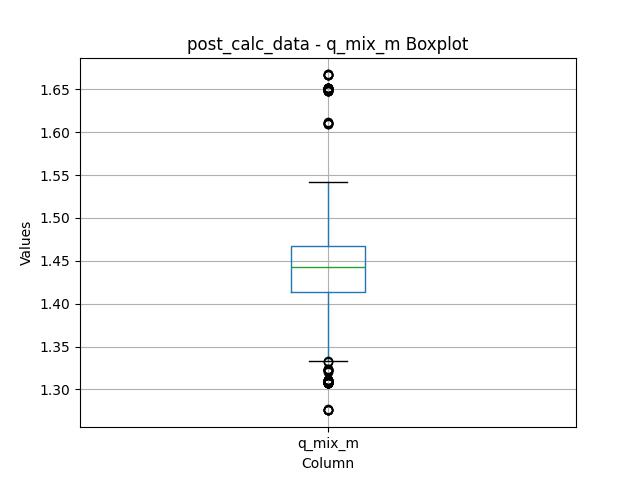 post_calc_data - q_mix_m Boxplot
1.65
1.60
1.55
1.50
1.45
1.40
1.35
1.30
Values
q_mix_m
Column